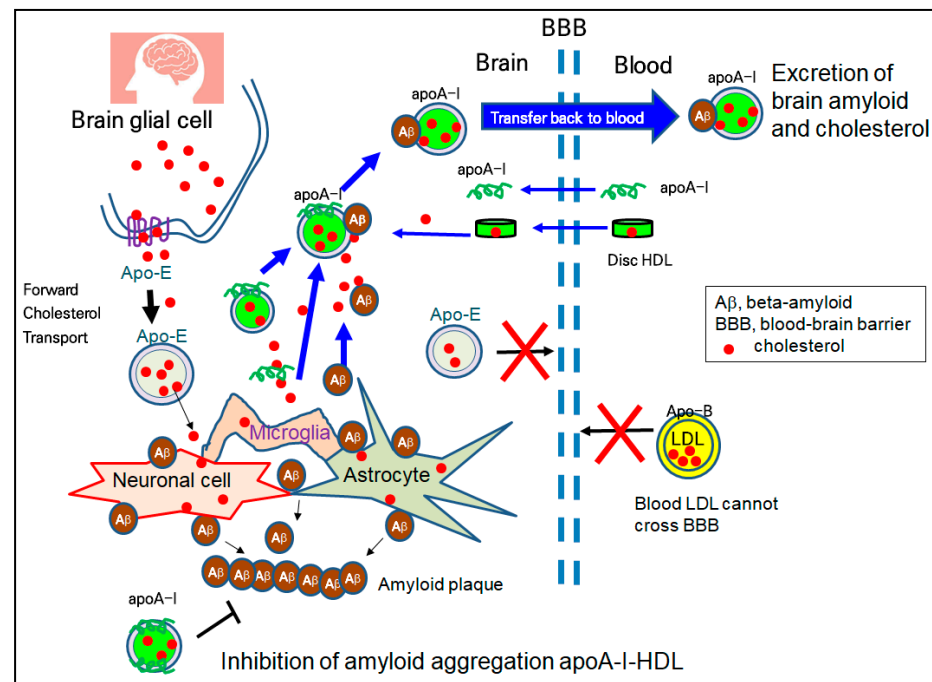 BBB
Brain
Blood
Brain glial cell
apoA-I
Aβ
Transfer back to blood
apoA-I
Aβ
Excretion of
brain amyloid
and cholesterol
apoA-I
apoA-I
apoA-I
Aβ
Disc HDL
Apo-E
Forward
Cholesterol
Transport
Apo-E
Aβ
Apo-E
Aβ
Aβ, beta-amyloid
BBB, blood-brain barrier
cholesterol
Microglia
Aβ
Aβ
Aβ
Neuronal cell
Aβ
Astrocyte
Apo-B
LDL
Blood LDL cannot
cross BBB
Aβ
Aβ
Aβ
Aβ
Aβ Aβ Aβ Aβ Aβ Aβ Aβ
Amyloid plaque
apoA-I
Inhibition of amyloid aggregation apoA-I-HDL